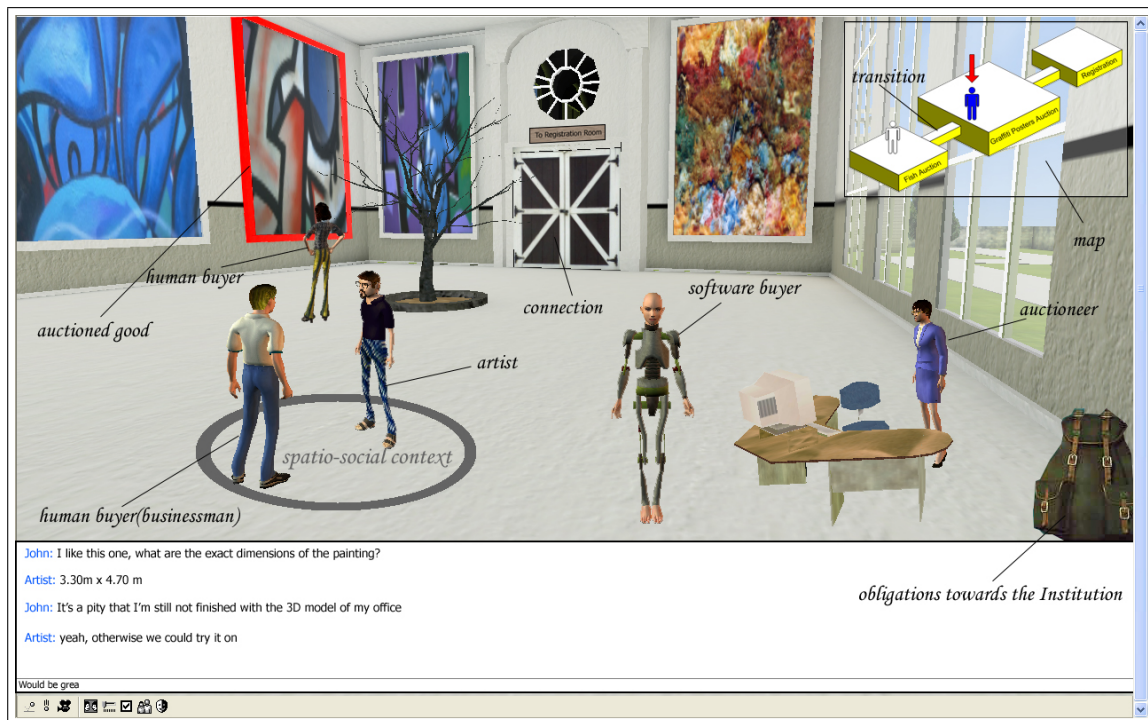 transition
Registration
Graffiti Posters Auction
Fish Auction
map
To Registration Room
human buyer
auctioned good
connection
software buyer
auctioneer
artist
spatio-social context
human buyer(businman)
obligations towards the Institution
John: I like this one, what are the exact dimensions of the painting?
Artist: 3.30m x 4.70 m
John: It's a pity that I'm still not finished with the 3D model of my office
Artist: yeah, otherwise we could try it on
Would be grea